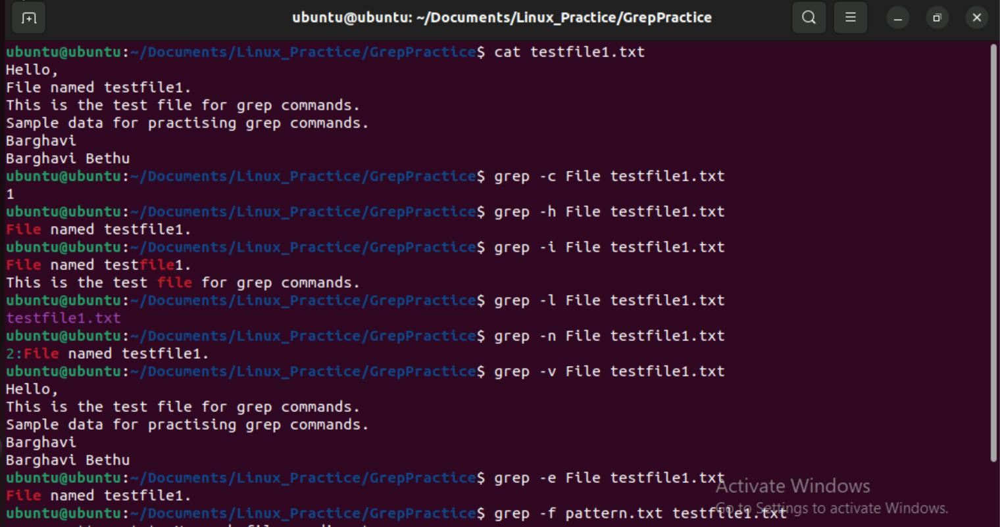 ubuntu@ubuntu: ~/Documents/Linux_Practice/GrepPractice
ubuntu@ubuntu:~/Documents/Linux_Practice/GrepPractice$ cat testfile1.txt
Hello,
File named testfile1.
This is the test file for grep commands.
Sample data for practising grep commands.
Barghavi
Barghavi Bethu
ubuntu@ubuntu:~/Documents/Linux_Practice/GrepPractice$ grep -c File testfile1.txt
1
ubuntu@ubuntu:~/Documents/Linux_Practice/GrepPractice$ grep -h File testfile1.txt
File named testfile1.
ubuntu@ubuntu:~/Documents/Linux_Practice/GrepPractice$ grep -i File testfile1.txt
File named testfile1.
This is the test file for grep commands.
ubuntu@ubuntu:~/Documents/Linux_Practice/GrepPractice$ grep -l File testfile1.txt
testfile1.txt
ubuntu@ubuntu:~/Documents/Linux_Practice/GrepPractice$ grep -n File testfile1.txt
2:File named testfile1.
ubuntu@ubuntu:~/Documents/Linux_Practice/GrepPractice$ grep -v File testfile1.txt
Hello,
This is the test file for grep commands.
Sample data for practising grep commands.
Barghavi
Barghavi Bethu
ubuntu@ubuntu:~/Documents/Linux_Practice/GrepPractice$ grep -e File testfile1.txt
File named testfile1.
ubuntu@ubuntu:~/Documents/Linux_Practice/GrepPractice$ grep -f pattern.txt testfile1.txt
Activate Windows
Go to Settings to activate Windows.